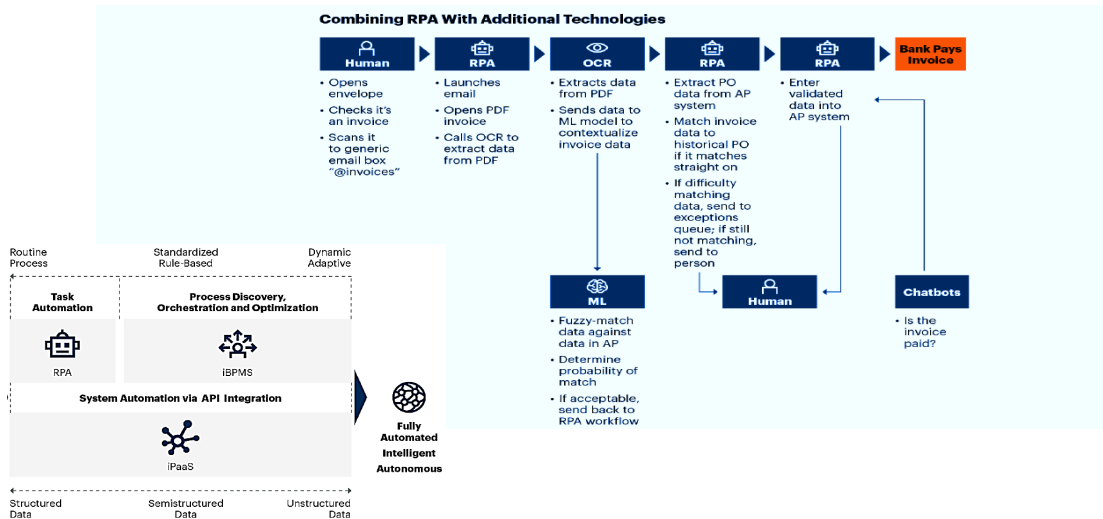 Combining RPA With Additional Technologies
Human
• Opens
envelope
• Checks it's
an invoice
• Scans it
to generic
email box
"@invoices"
RPA
• Launches
email
• Opens PDF
invoice
• Calls OCR to
extract data
from PDF
OCR
• Extracts data
from PDF
• Sends data to
ML model to
contextualize
invoice data
RPA
• Extract PO
data from AP
system
• Match invoice
data to
historical PO
if it matches
straight on
• If difficulty
matching
data, send to
exceptions
queue; if still
not matching,
send to
person
RPA
• Enter
validated
data into
AP system
Bank Pays
Invoice
ML
• Fuzzy-match
data against
data in AP
• Determine
probability of
match
• If acceptable,
send back to
RPA workflow
Human
Chatbots
• Is the
invoice
paid?
Routine
Process
Standardized
Rule-Based
Dynamic
Adaptive
Task
Automation
Process Discovery,
Orchestration and Optimization
RPA
iBPMS
System Automation via API Integration
iPaaS
Fully
Automated
Intelligent
Autonomous
Structured
Data
Semistructured
Data
Unstructured
Data